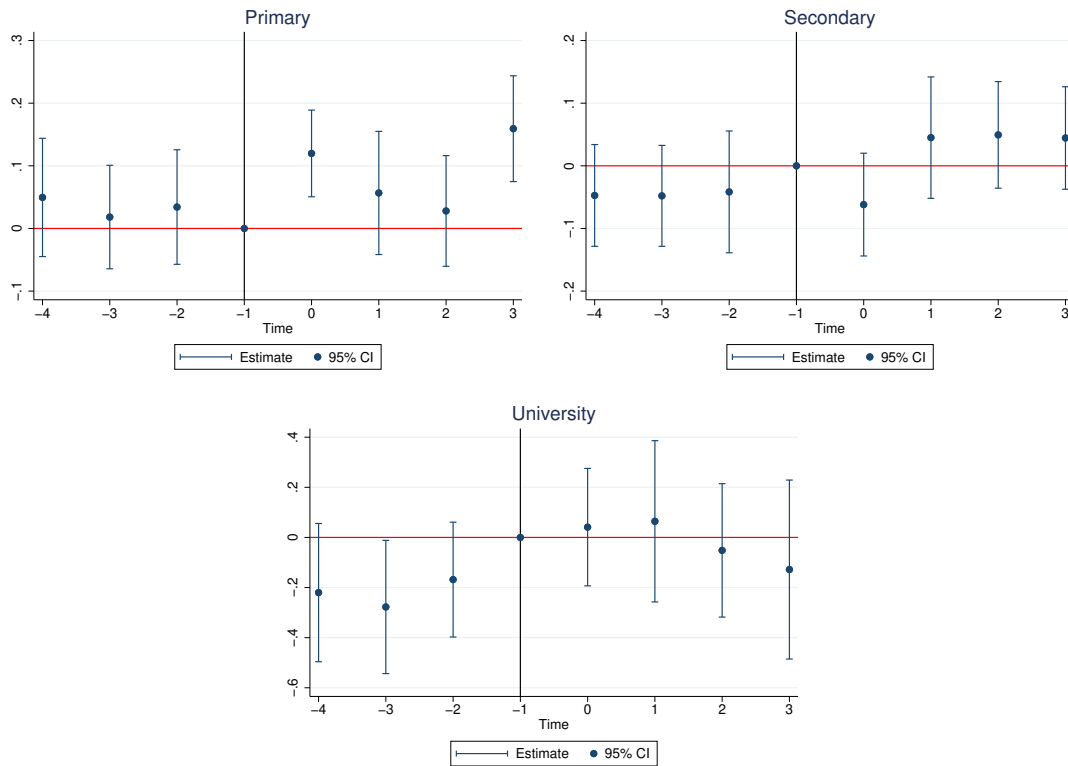 Primary
.3
.2
.1
0
-.1
−4 −3 −2 −1 0 1 2 3
Time
Estimate 95% CI
Secondary
.2
.1
0
-.1
-.2
−4 −3 −2 −1 0 1 2 3
Time
Estimate 95% CI
University
.4
.2
0
-.2
-.4
-.6
−4 −3 −2 −1 0 1 2 3
Time
Estimate 95% CI